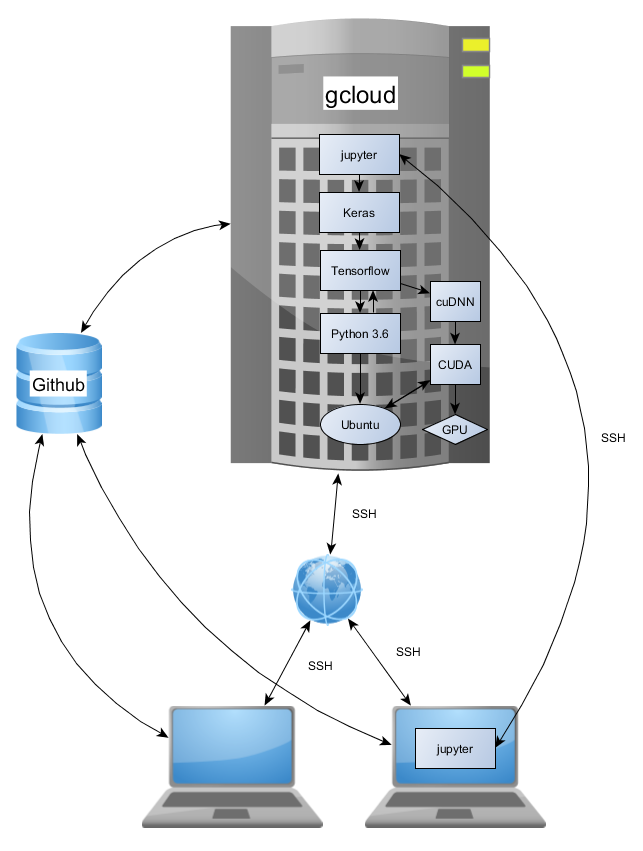 gcloud
jupyter
Keras
Tensorflow
cuDNN
Python 3.6
CUDA
Github
Ubuntu
GPU
SSH
SSH
SSH
SSH
jupyter